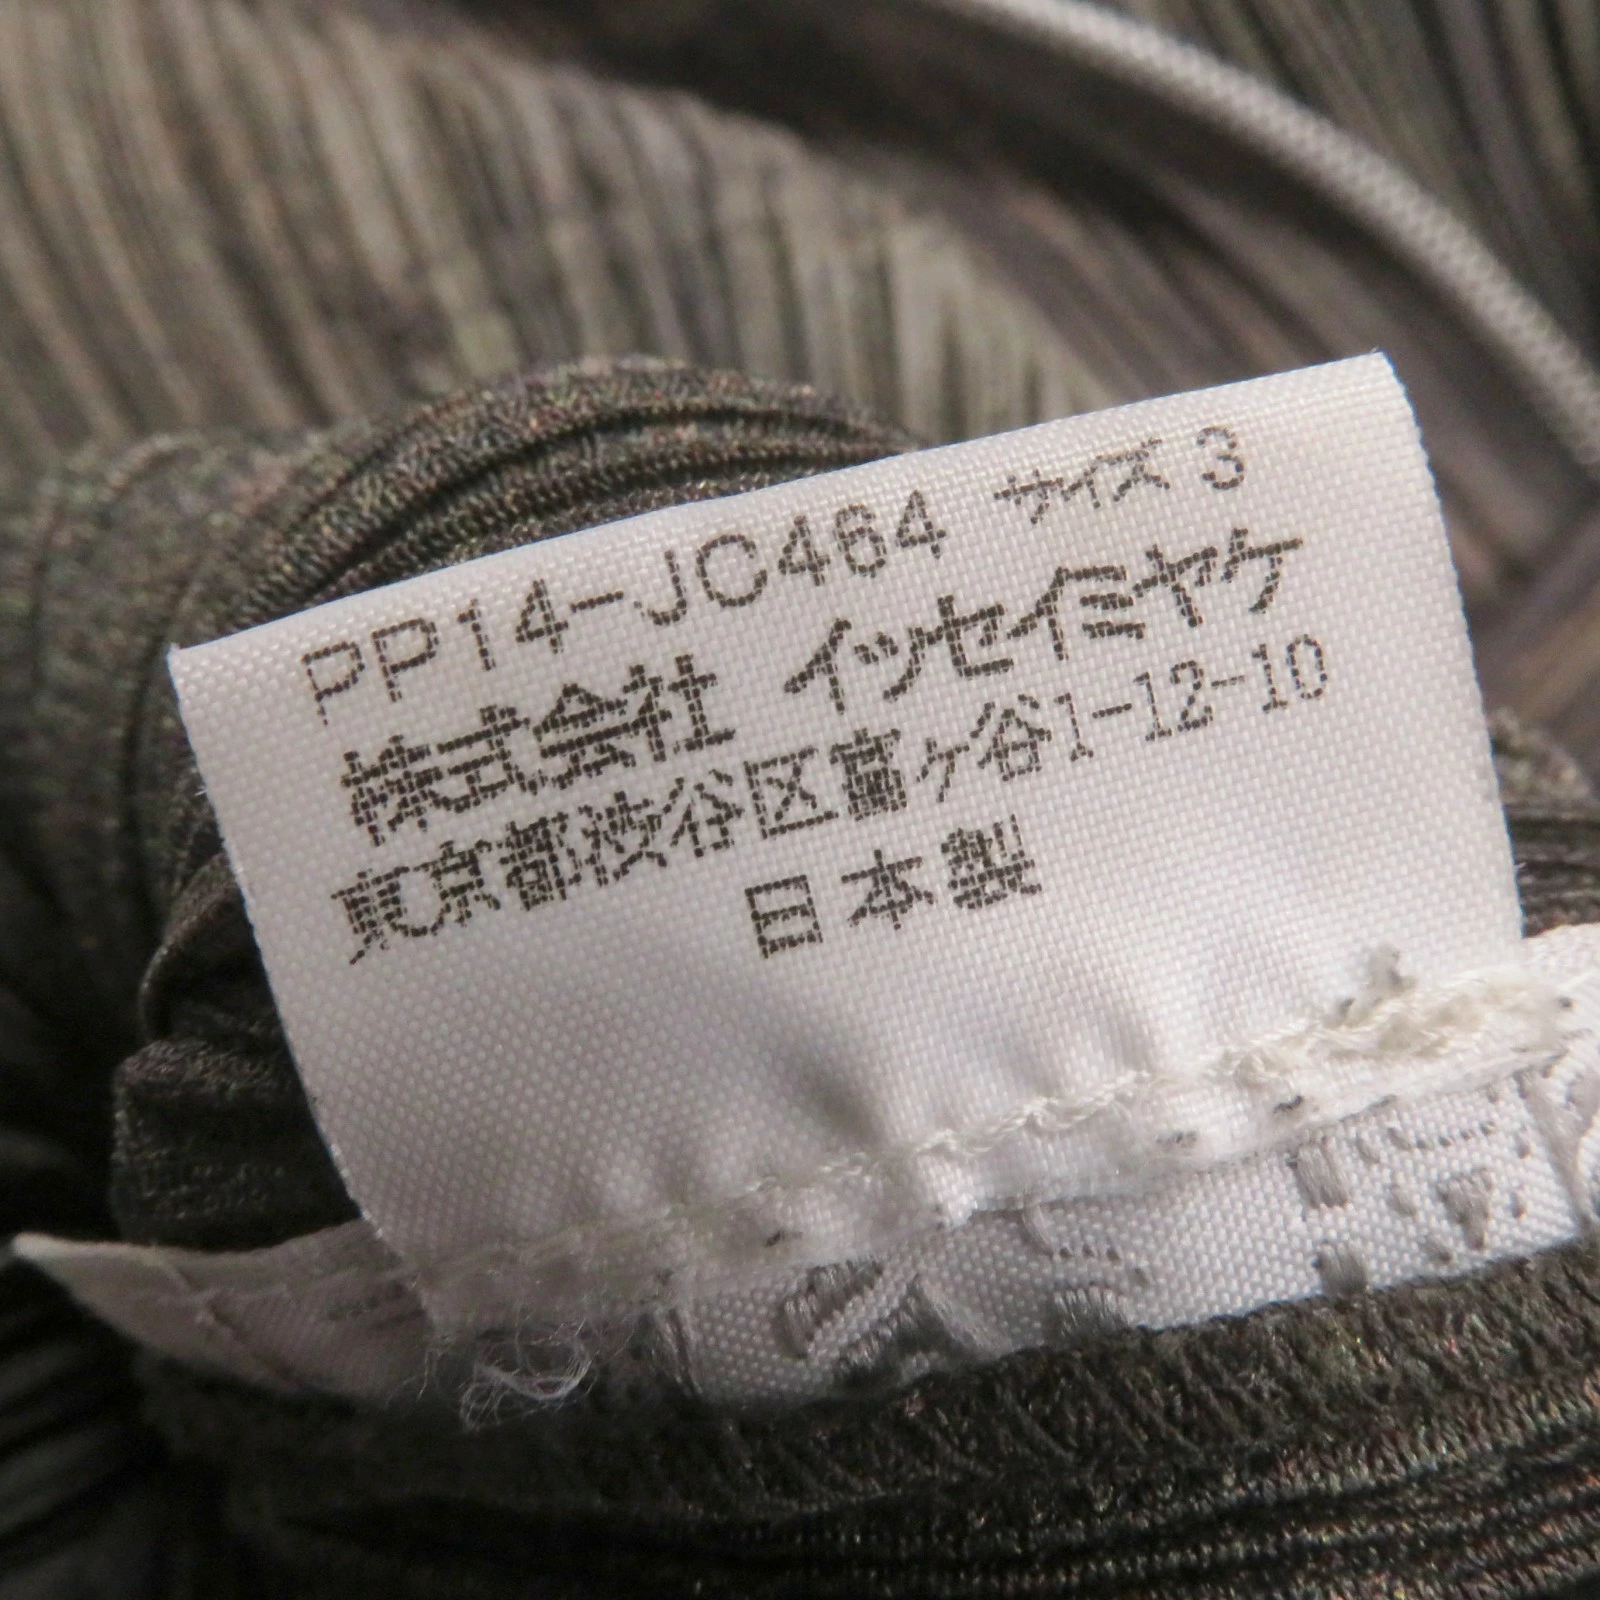 PP14-JC464 サイズ 3
株式会社 イッセイミヤケ
東京都渋谷区富ヶ谷1-12-10
日本製